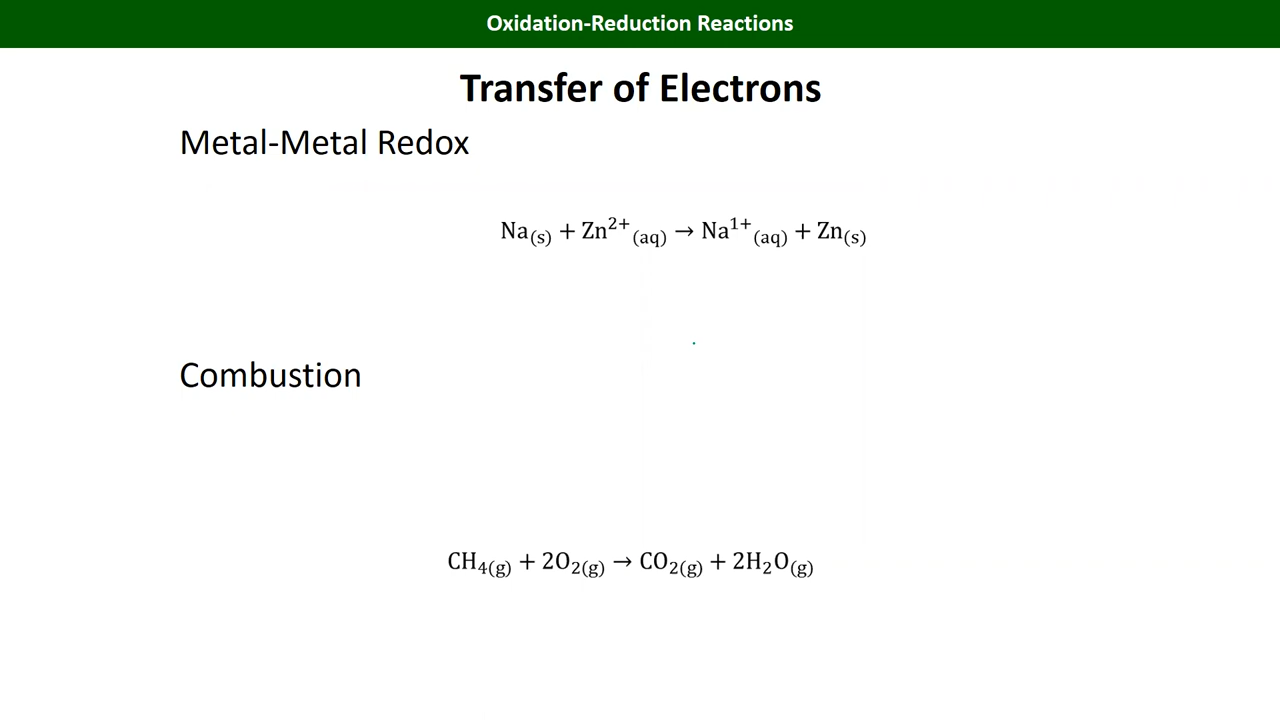 Oxidation-Reduction Reactions
Transfer of Electrons
Metal-Metal Redox
Na₍s₎ + Zn²⁺₍aq₎ → Na¹⁺₍aq₎ + Zn₍s₎
Combustion
CH₄₍g₎ + 2O₂₍g₎ → CO₂₍g₎ + 2H₂O₍g₎